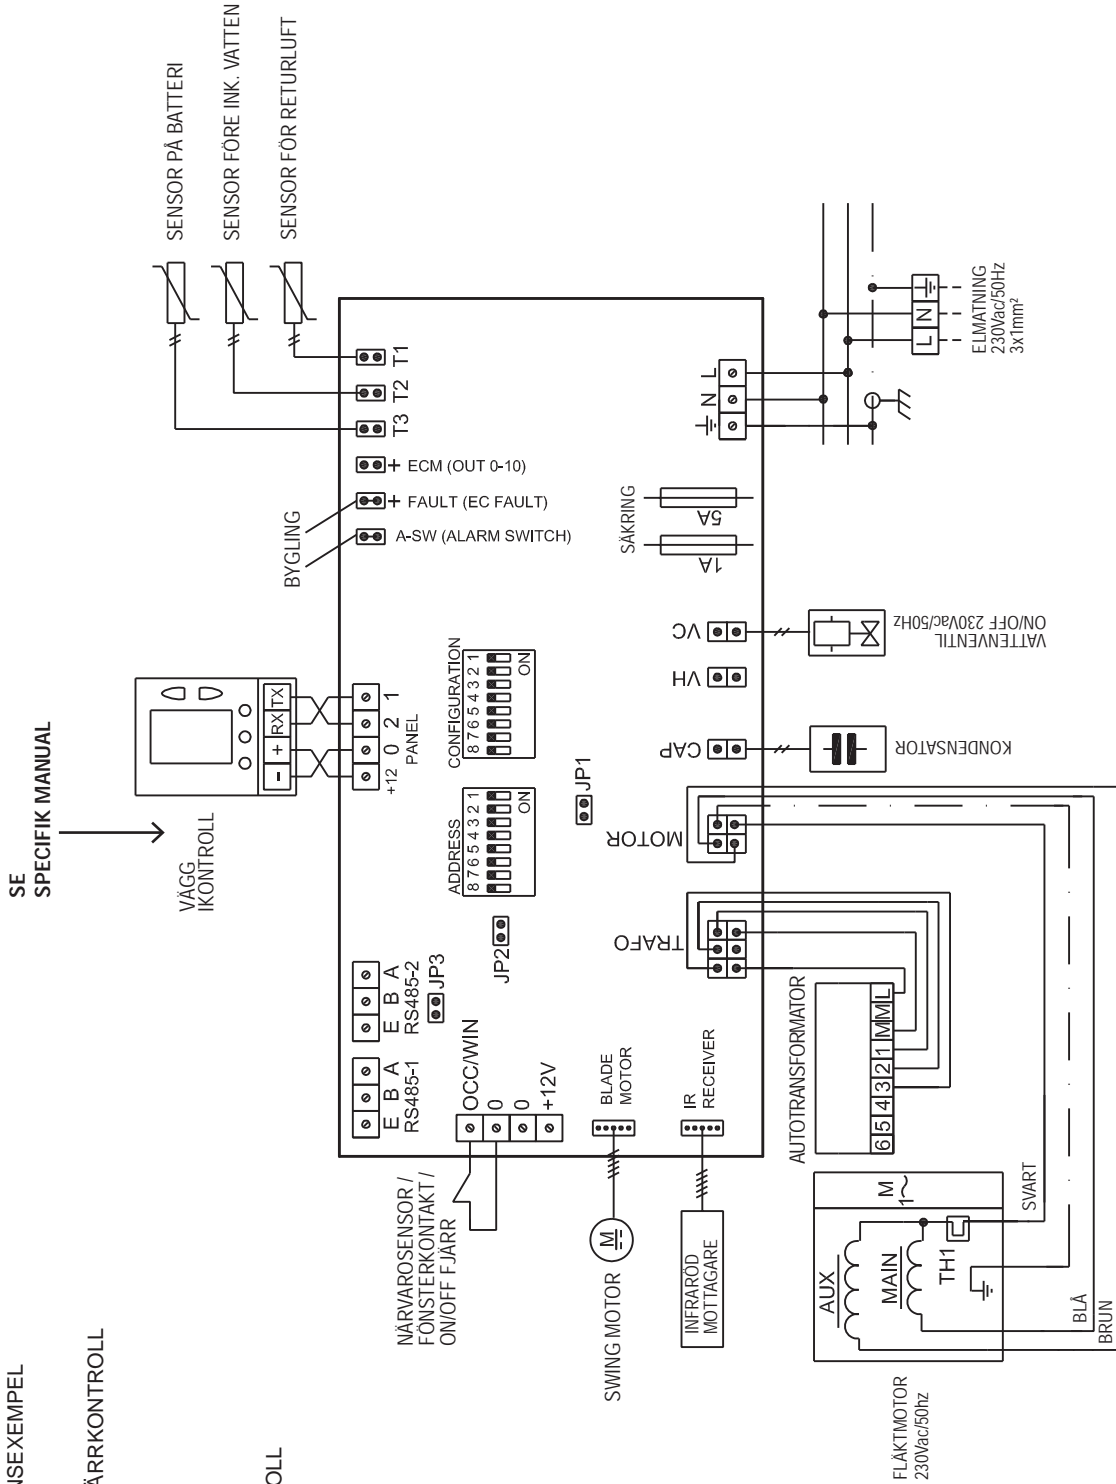 NSEXEMPEL
ÄRRKONTROLL
OLL
SE
SPECIFIK MANUAL
VÄGG
IKONTROLL
-
+
RX
TX
+12
0
2
1
PANEL
SENSOR PÅ BATTERI
SENSOR FÖRE INK. VATTEN
SENSOR FÖR RETURLUFT
BYGLING
T3
T2
T1
+ ECM (OUT 0-10)
+ FAULT (EC FAULT)
A-SW (ALARM SWITCH)
E B A
RS485-1
E B A
RS485-2
JP3
JP2
ADDRESS
8 7 6 5 4 3 2 1
ON
CONFIGURATION
8 7 6 5 4 3 2 1
ON
JP1
NÄRVAROSENSOR /
FÖNSTERKONTAKT /
ON/OFF FJÄRR
OCC/WIN
0
0
+12V
SWING MOTOR
M
BLADE
MOTOR
INFRARÖD
MOTTAGARE
IR
RECEIVER
TRAFO
MOTOR
CAP
VH
VC
SÄKRING
1A
5A
N
L
KONDENSATOR
VATTENVENTIL
ON/OFF 230Vac/50Hz
L
N
ELMATNING
230Vac/50Hz
3x1mm²
AUTOTRANSFORMATOR
6 5 4 3 2 1 M M L
AUX
MAIN
TH1
M
1~
SVART
BLÅ
BRUN
FLÄKTMOTOR
230Vac/50hz